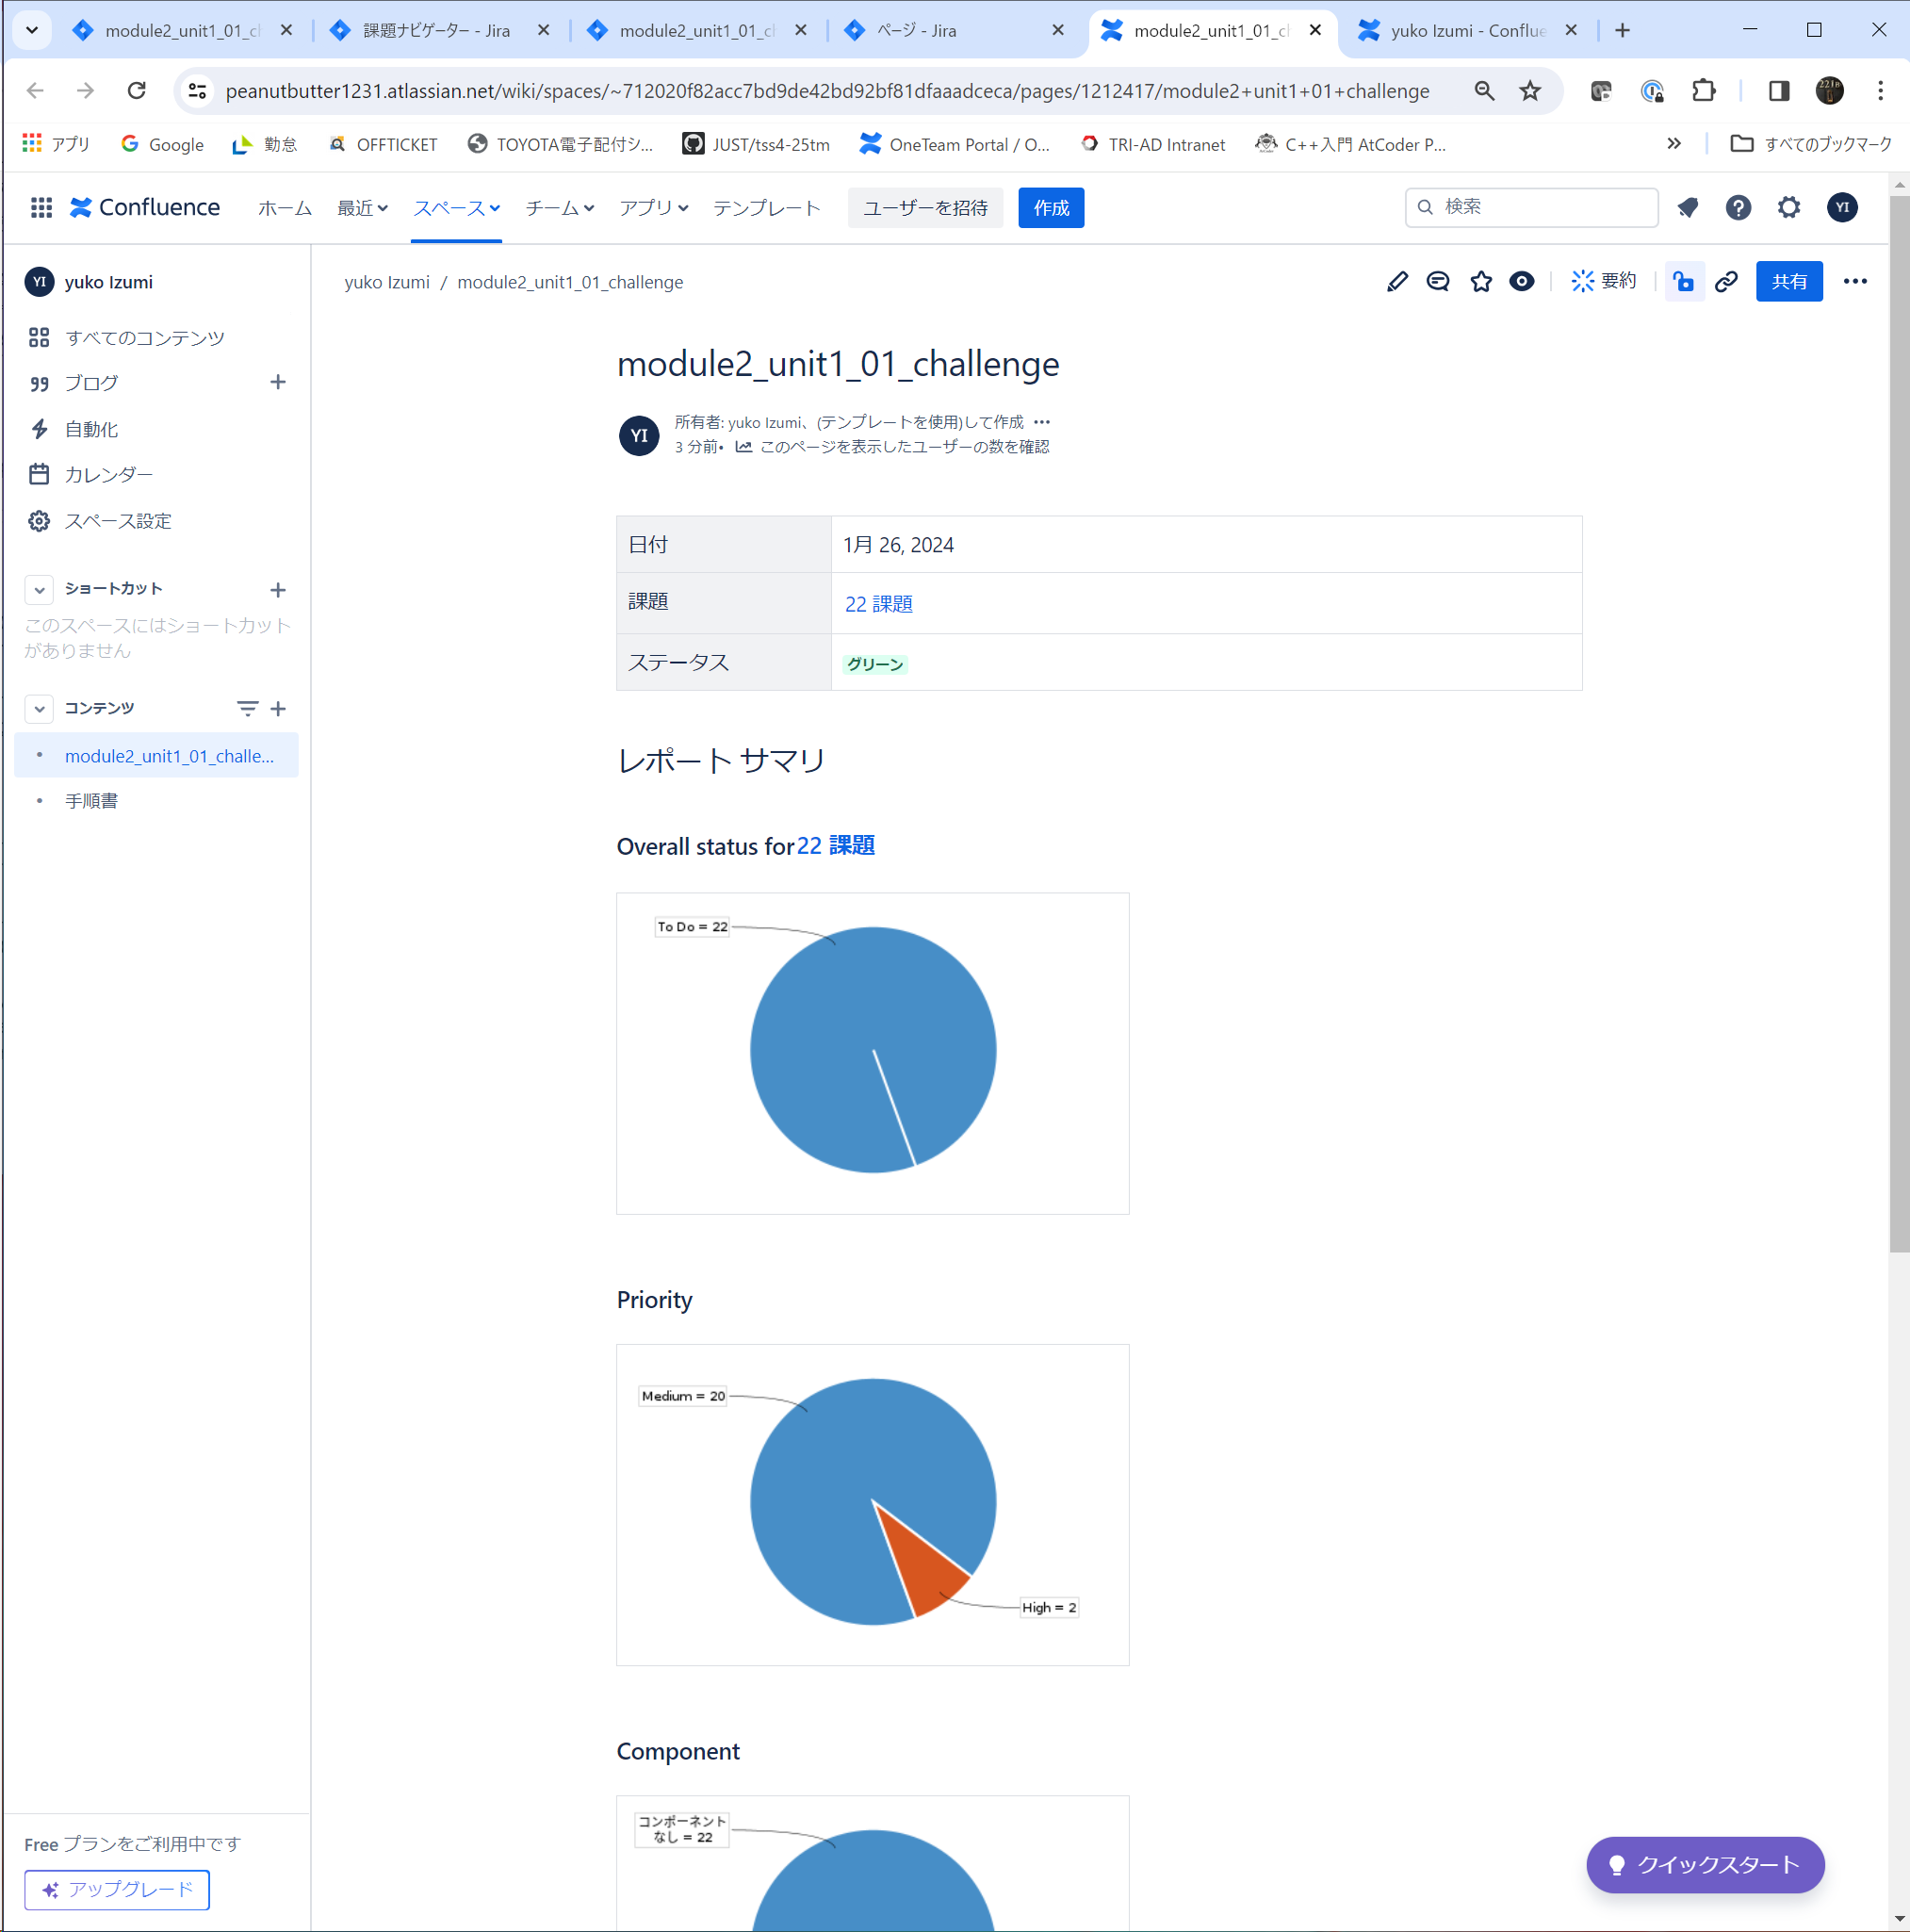 module2_unit1_01_cl
課題ナビゲーター - Jira
module2_unit1_01_cl
ページ - Jira
module2_unit1_01_cl
yuko Izumi - Conflue
peanutbutter1231.atlassian.net/wiki/spaces/~712020f82acc7bd9de42bd92bf81dfaaadceca/pages/1212417/module2+unit1+01+challenge
アプリ
Google
勤怠
OFFTICKET
TOYOTA電子配付シ...
JUST/tss4-25tm
OneTeam Portal / O...
TRI-AD Intranet
C++入門 AtCoder P...
»
すべてのブックマーク
Confluence
ホーム
最近
スペース
チーム
アプリ
テンプレート
ユーザーを招待
作成
検索
YI
YI
yuko Izumi
すべてのコンテンツ
ブログ
自動化
カレンダー
スペース設定
ショートカット
このスペースにはショートカット
がありません
コンテンツ
module2_unit1_01_challe...
手順書
Free プランをご利用中です
アップグレード
yuko Izumi / module2_unit1_01_challenge
要約
共有
module2_unit1_01_challenge
YI
所有者: yuko Izumi、(テンプレートを使用)して作成 •••
3 分前• このページを表示したユーザーの数を確認
日付 1月 26, 2024
課題 22 課題
ステータス グリーン
レポート サマリ
Overall status for22 課題
To Do = 22
Priority
Medium = 20
High = 2
Component
コンポーネント
なし = 22
クイックスタート